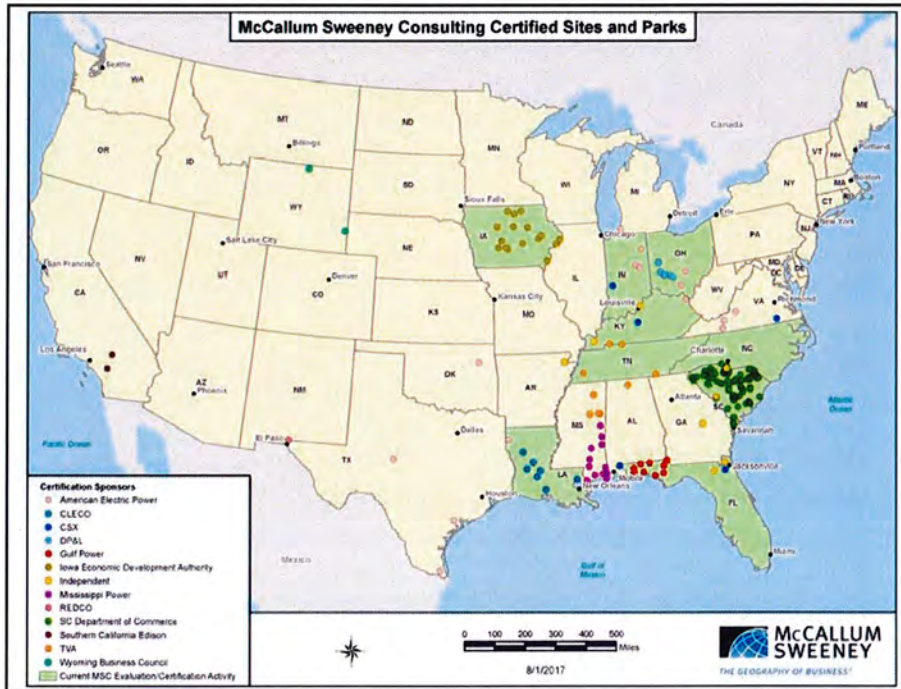 McCallum Sweeney Consulting Certified Sites and Parks
Seattle
WA
MT
ND
MN
ME
Canada
Billings
OR
ID
WI
VT
NH
Portland
SD
MI
NY
MA
Boston
WY
Sioux Falls
CT
RI
Detroit
Erie
New York
IA
Chicago
PA
NJ
NE
OH
Salt Lake City
NV
IL
IN
MD
DE
DC
San Francisco
UT
Denver
WV
VA
Richmond
CO
Kansas City
Louisville
CA
KS
MO
KY
NC
Charlotte
TN
Los Angeles
OK
AR
AZ
Phoenix
NM
SC
Atlanta
Atlantic
Ocean
MS
AL
GA
Savannah
Pacific Ocean
El Paso
Dallas
TX
LA
Mobile
Jacksonville
New Orleans
Houston
FL
Miami
Mexico
Gulf of
Mexico
Certification Sponsors
American Electric Power
CLECO
CSX
DP&L
Gulf Power
Iowa Economic Development Authority
Independent
Mississippi Power
REDCO
SC Department of Commerce
Southern California Edison
TVA
Wyoming Business Council
Current MSC Evaluation/Certification Activity
0 100 200 300 400 500
Miles
8/1/2017
MCCALLUM
SWEENEY
THE GEOGRAPHY OF BUSINESS